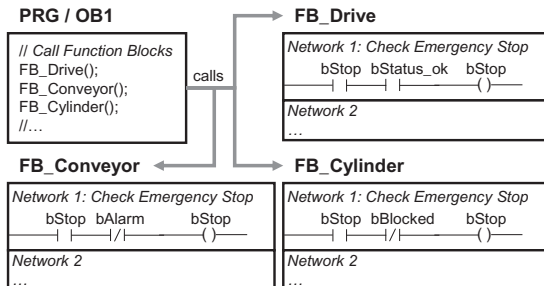 PRG / OB1
// Call Function Blocks
FB_Drive();
FB_Conveyor();
FB_Cylinder();
//...
calls
FB_Drive
Network 1: Check Emergency Stop
bStop bStatus_ok bStop
Network 2
...
FB_Conveyor
Network 1: Check Emergency Stop
bStop bAlarm bStop
Network 2
...
FB_Cylinder
Network 1: Check Emergency Stop
bStop bBlocked bStop
Network 2
...